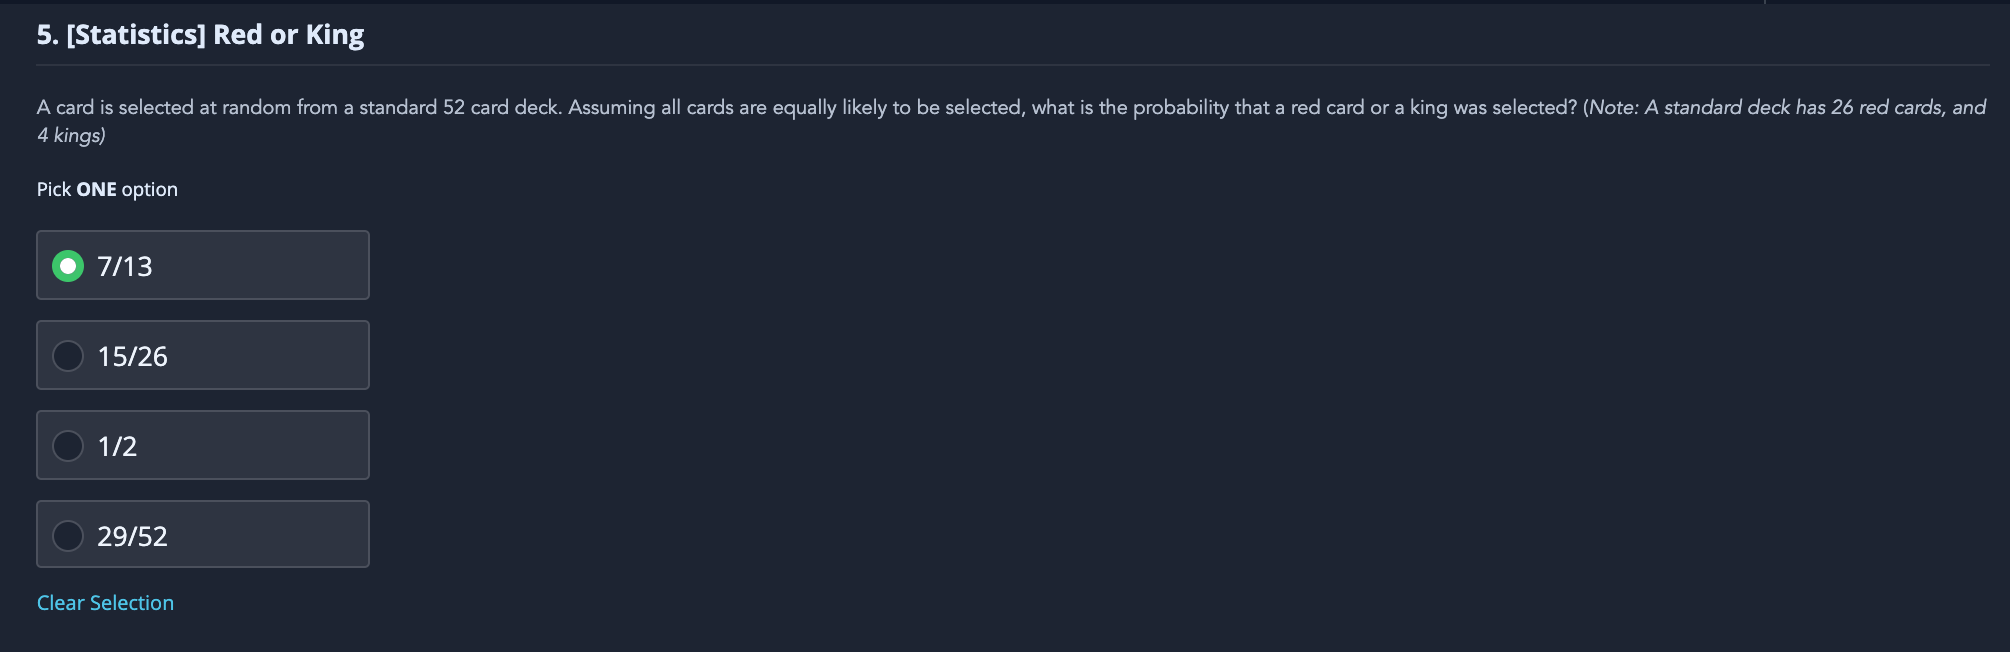 5. [Statistics] Red or King
A card is selected at random from a standard 52 card deck. Assuming all cards are equally likely to be selected, what is the probability that a red card or a king was selected? (Note: A standard deck has 26 red cards, and
4 kings)
Pick ONE option
7/13
15/26
1/2
29/52
Clear Selection